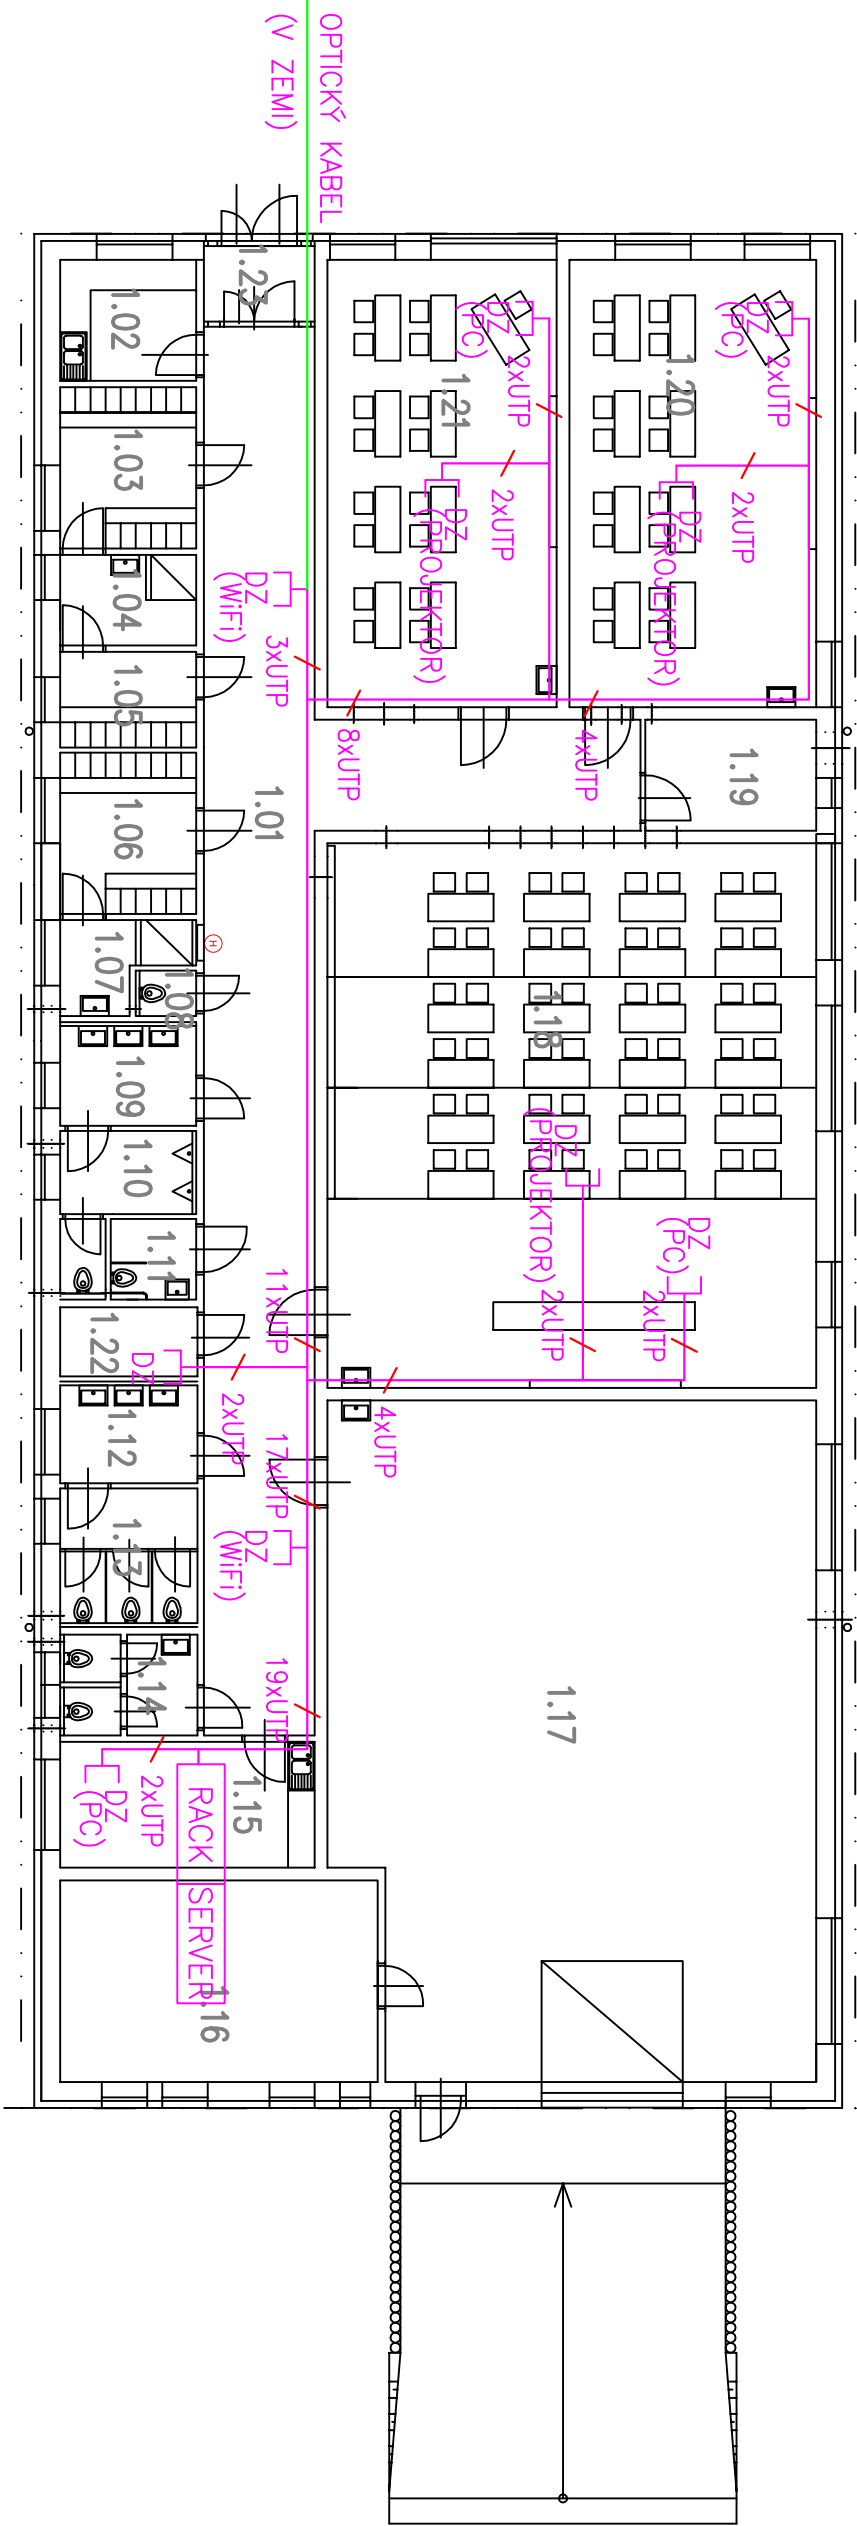 OPTICKÝ KABEL
(V ZEMI)
1.23
1.02
1.03
1.04
1.05
1.06
1.01
1.07
1.08
1.09
1.10
1.11
1.22
1.12
1.13
1.14
1.15
1.16
1.17
1.18
1.19
1.20
1.21
DZ
(PC)
2xUTP
2xUTP
DZ
(PROJEKTOR)
DZ
(PC)
2xUTP
2xUTP
DZ
(PROJEKTOR)
DZ
(WiFi)
3xUTP
8xUTP
4xUTP
H
DZ
(PROJEKTOR)
2xUTP
DZ
(PC)
2xUTP
11xUTP
DZ
2xUTP
4xUTP
17xUTP
DZ
(WiFi)
19xUTP
2xUTP
DZ
(PC)
RACK
SERVER